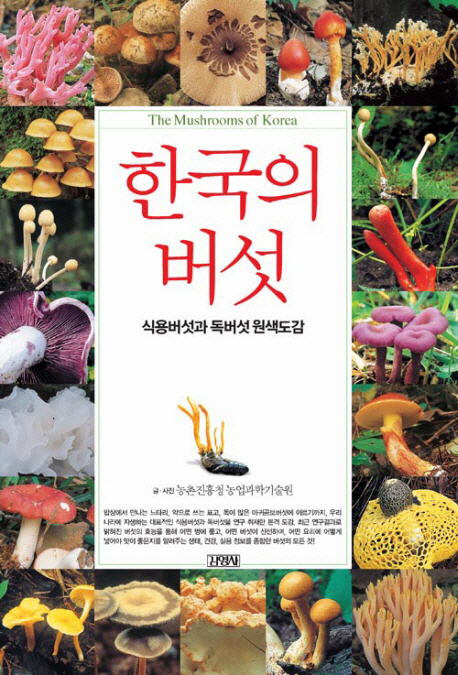 The Mushrooms of Korea
한국의
버섯
식용버섯과 독버섯 원색도감
글·사진 농촌진흥청 농업과학기술원
밥상에서 만나는 느타리, 약으로 쓰는 표고, 독이 많은 마귀광대버섯에 이르기까지, 우리
나라에 자생하는 대표적인 식용버섯과 독버섯을 연구 취재한 본격 도감. 최근 연구결과로
밝혀진 버섯의 효능을 통해 어떤 병에 좋고, 어떤 버섯이 신선하며, 어떤 요리에 어떻게
넣어야 맛이 좋은지를 알려주는 생태, 건강, 실용 정보를 종합한 버섯의 모든 것!
김영사